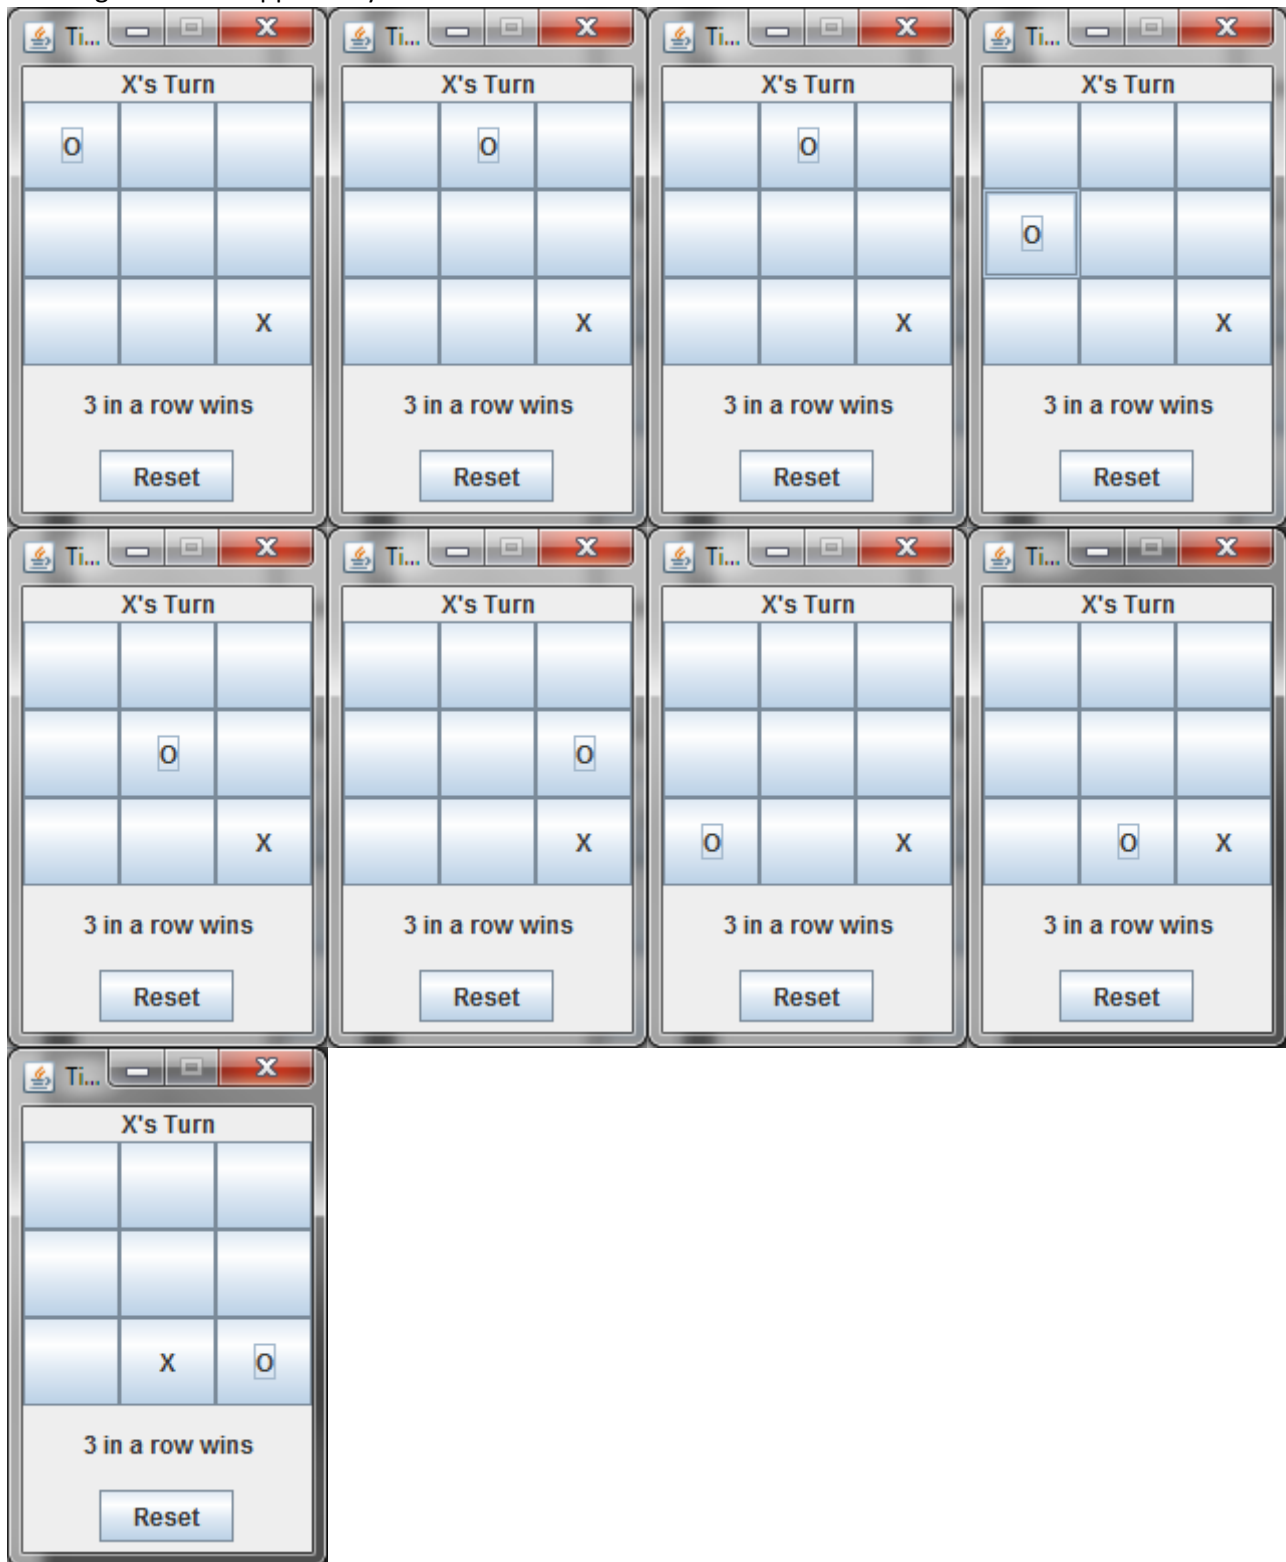 Ti... Ti... Ti... Ti...
X's Turn X's Turn X's Turn X's Turn
O O O
O
X X X X
3 in a row wins 3 in a row wins 3 in a row wins 3 in a row wins
Reset Reset Reset Reset
Ti... Ti... Ti... Ti...
X's Turn X's Turn X's Turn X's Turn
O O
X X O X O X
3 in a row wins 3 in a row wins 3 in a row wins 3 in a row wins
Reset Reset Reset Reset
Ti...
X's Turn
X O
3 in a row wins
Reset